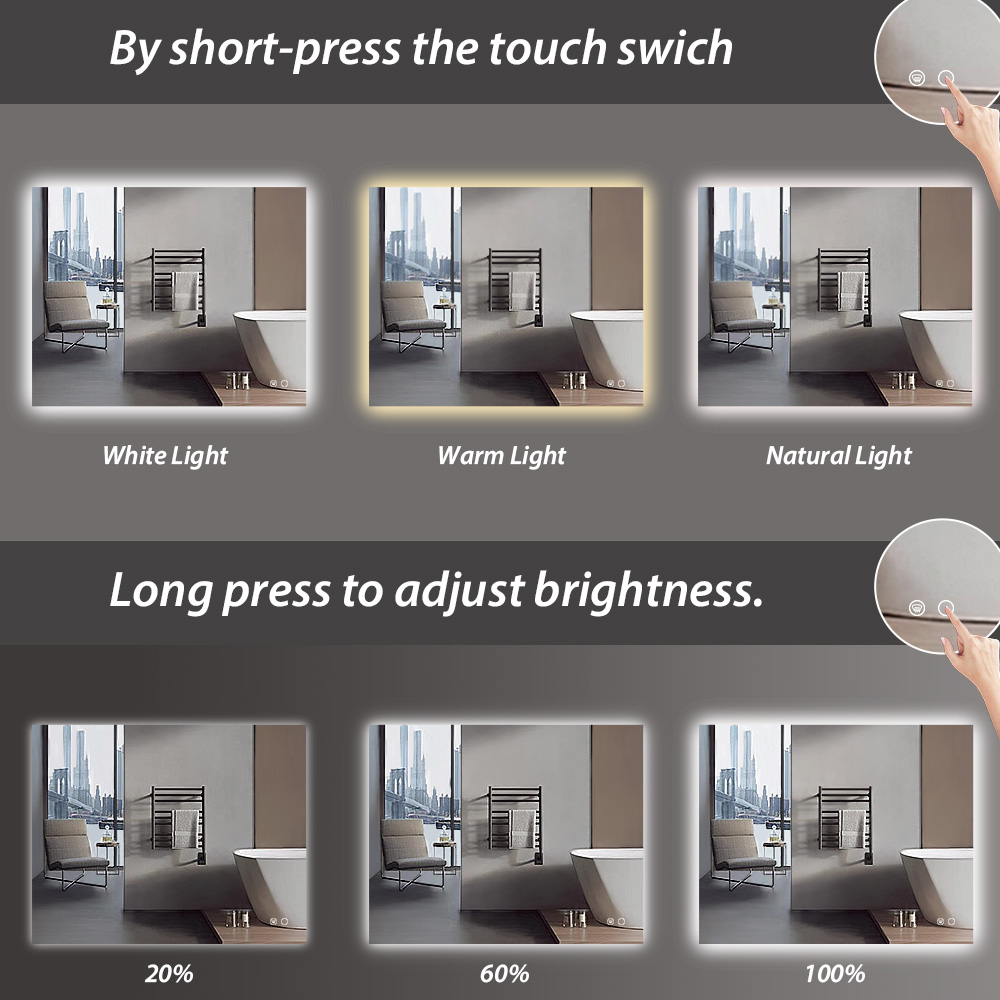 By short-press the touch swich
White Light
Warm Light
Natural Light
Long press to adjust brightness.
20%
60%
100%